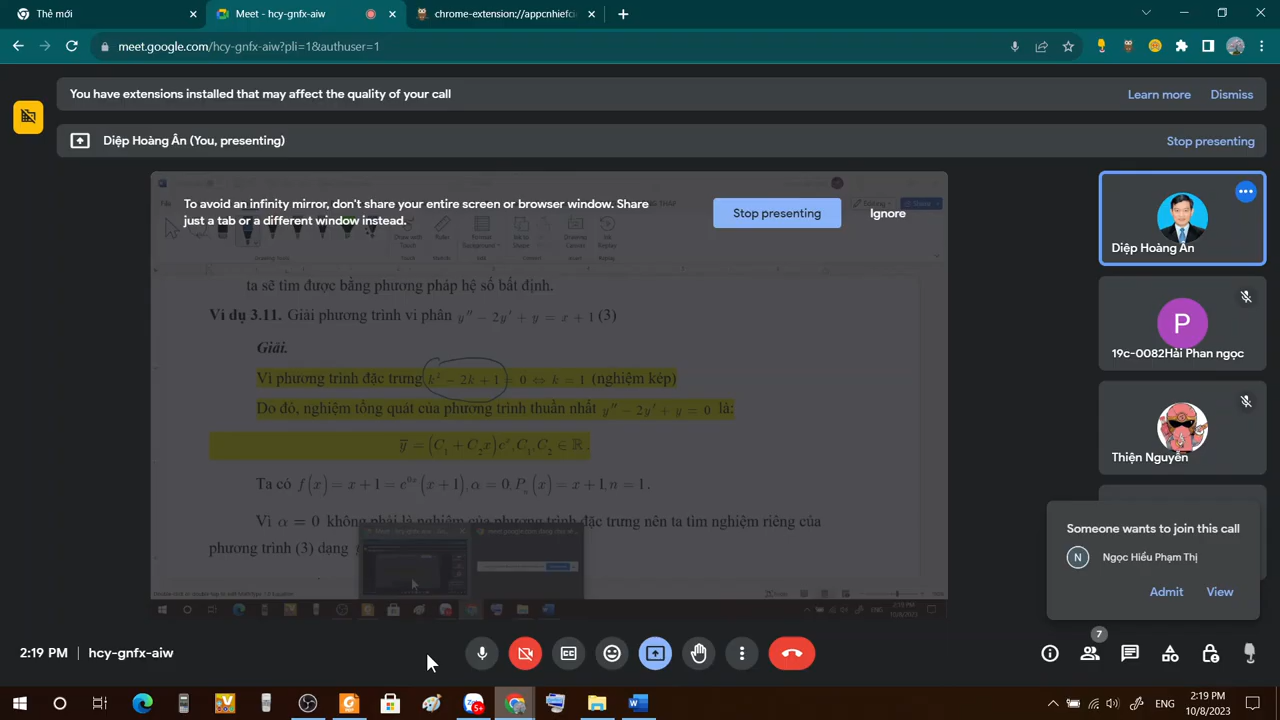 Thẻ mới
Meet - hcy-gnfx-aiw
chrome-extension://appcnhiefcie
meet.google.com/hcy-gnfx-aiw?pli=1&authuser=1
You have extensions installed that may affect the quality of your call
Learn more
Dismiss
Diệp Hoàng Ân (You, presenting)
Stop presenting
To avoid an infinity mirror, don't share your entire screen or browser window. Share
just a tab or a different window instead.
Stop presenting
Ignore
ta sẽ tìm được bằng phương pháp hệ số bất định.
Ví dụ 3.11. Giải phương trình vi phân y'' − 2y' + y = x + 1 (3)
Giải.
Vì phương trình đặc trưng k² − 2k + 1 = 0 ⇔ k = 1 (nghiệm kép)
Do đó, nghiệm tổng quát của phương trình thuần nhất y'' − 2y' + y = 0 là:
y̅ = (C₁ + C₂x)eˣ, C₁, C₂ ∈ ℝ.
Ta có f(x) = x + 1 = e⁰ˣ(x + 1), α = 0, Pₙ(x) = x + 1, n = 1.
Vì α = 0 không phải là nghiệm của phương trình đặc trưng nên ta tìm nghiệm riêng của
phương trình (3) dạng
Diệp Hoàng Ân
P
19c-0082Hải Phan ngọc
Thiện Nguyễn
Someone wants to join this call
N
Ngọc Hiếu Phạm Thị
Admit
View
2:19 PM
hcy-gnfx-aiw
7
5+
ENG
2:19 PM
10/8/2023